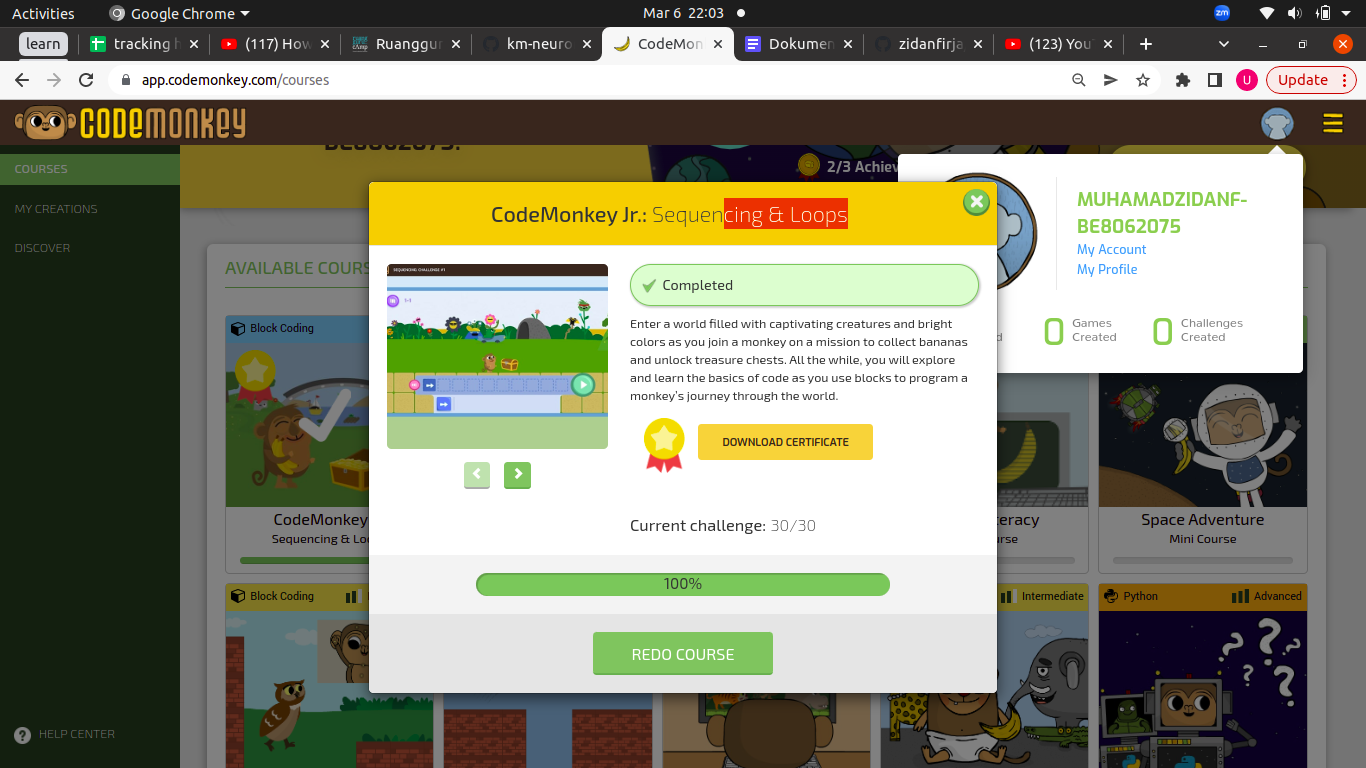 Activities Google Chrome Mar 6 22:03 zm
learn tracking h (117) How Ruanggur km-neuro CodeMon Dokumen zidanfirja (123) You
app.codemonkey.com/courses U Update
CODEMONKEY
BE8062075!
COURSES
2/3 Achiev
MY CREATIONS
DISCOVER
HELP CENTER
AVAILABLE COURS
MUHAMADZIDANF-
BE8062075
My Account
My Profile
0 Games
Created
0 Challenges
Created
CodeMonkey Jr.: Sequencing & Loops
SEQUENCING CHALLENGE #1
Completed
Enter a world filled with captivating creatures and bright
colors as you join a monkey on a mission to collect bananas
and unlock treasure chests. All the while, you will explore
and learn the basics of code as you use blocks to program a
monkey's journey through the world.
DOWNLOAD CERTIFICATE
Current challenge: 30/30
100%
REDO COURSE
Block Coding
CodeMonkey
Sequencing & Lo
eracy
urse
Space Adventure
Mini Course
Block Coding
Intermediate
Python Advanced